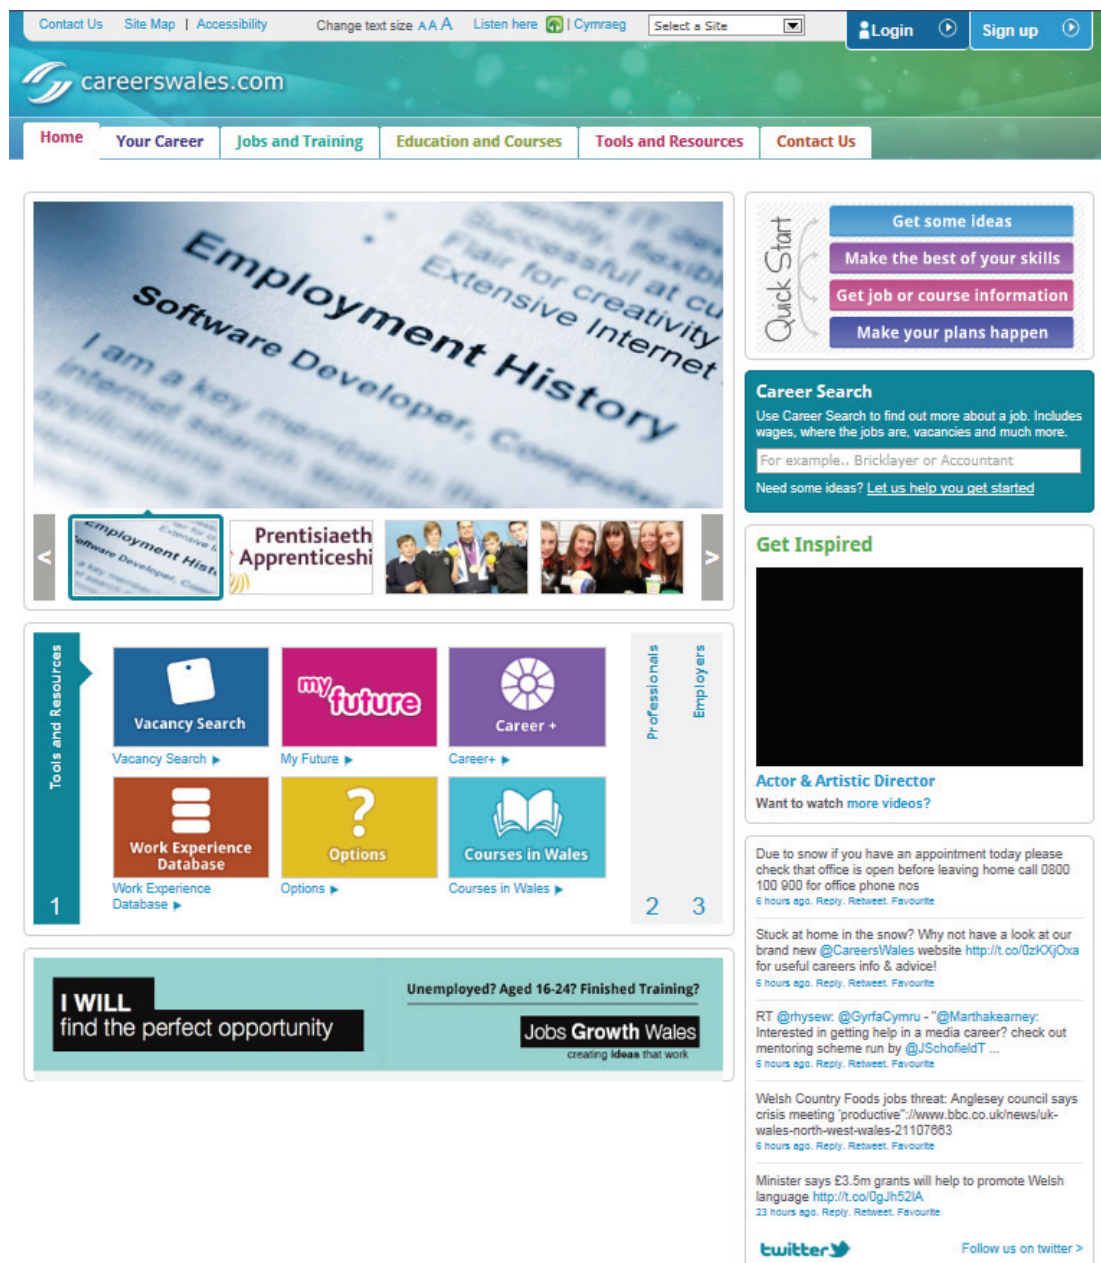 Contact Us Site Map | Accessibility Change text size A A A Listen here | Cymraeg Select a Site Login Sign up
careerswales.com
Home Your Career Jobs and Training Education and Courses Tools and Resources Contact Us
Successful at cu
Flair for creativity
Extensive Internet
Employment History
Software Developer, Compute
I am a key member
Prentisiaeth
Apprenticeshi
Employment Hist
< >
Tools and Resources
1
Vacancy Search
Vacancy Search
my future
My Future
Career +
Career+
Work Experience
Database
Work Experience
Database
Options
Options
Courses in Wales
Courses in Wales
Professionals
2
Employers
3
I WILL
find the perfect opportunity
Unemployed? Aged 16-24? Finished Training?
Jobs Growth Wales
creating ideas that work
Quick Start
Get some ideas
Make the best of your skills
Get job or course information
Make your plans happen
Career Search
Use Career Search to find out more about a job. Includes
wages, where the jobs are, vacancies and much more.
For example.. Bricklayer or Accountant
Need some ideas? Let us help you get started
Get Inspired
Actor & Artistic Director
Want to watch more videos?
Due to snow if you have an appointment today please
check that office is open before leaving home call 0800
100 900 for office phone nos
6 hours ago. Reply. Retweet. Favourite
Stuck at home in the snow? Why not have a look at our
brand new @CareersWales website http://t.co/0zKXjOxa
for useful careers info & advice!
6 hours ago. Reply. Retweet. Favourite
RT @rhysew: @GyrfaCymru - "@Marthakearney:
Interested in getting help in a media career? check out
mentoring scheme run by @JSchofieldT ...
6 hours ago. Reply. Retweet. Favourite
Welsh Country Foods jobs threat: Anglesey council says
crisis meeting 'productive"://www.bbc.co.uk/news/uk-
wales-north-west-wales-21107663
6 hours ago. Reply. Retweet. Favourite
Minister says £3.5m grants will help to promote Welsh
language http://t.co/0gJh52lA
23 hours ago. Reply. Retweet. Favourite
twitter Follow us on twitter >